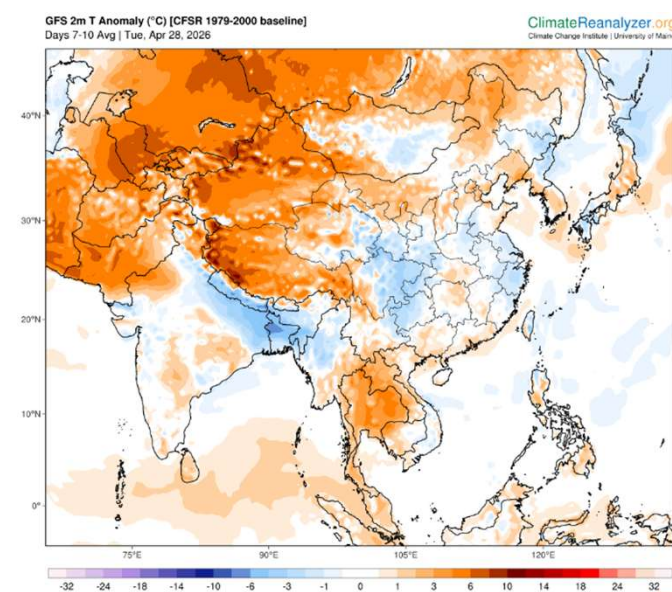 GFS 2m T Anomaly (°C) [CFSR 1979-2000 baseline]
Days 7-10 Avg | Tue, Apr 28, 2026
ClimateReanalyzer.org
Climate Change Institute | University of Maine
40°N
30°N
20°N
10°N
0°
75°E
90°E
105°E
120°E
-32 -24 -18 -14 -10 -6 -3 -1 0 1 3 6 10 14 18 24 32